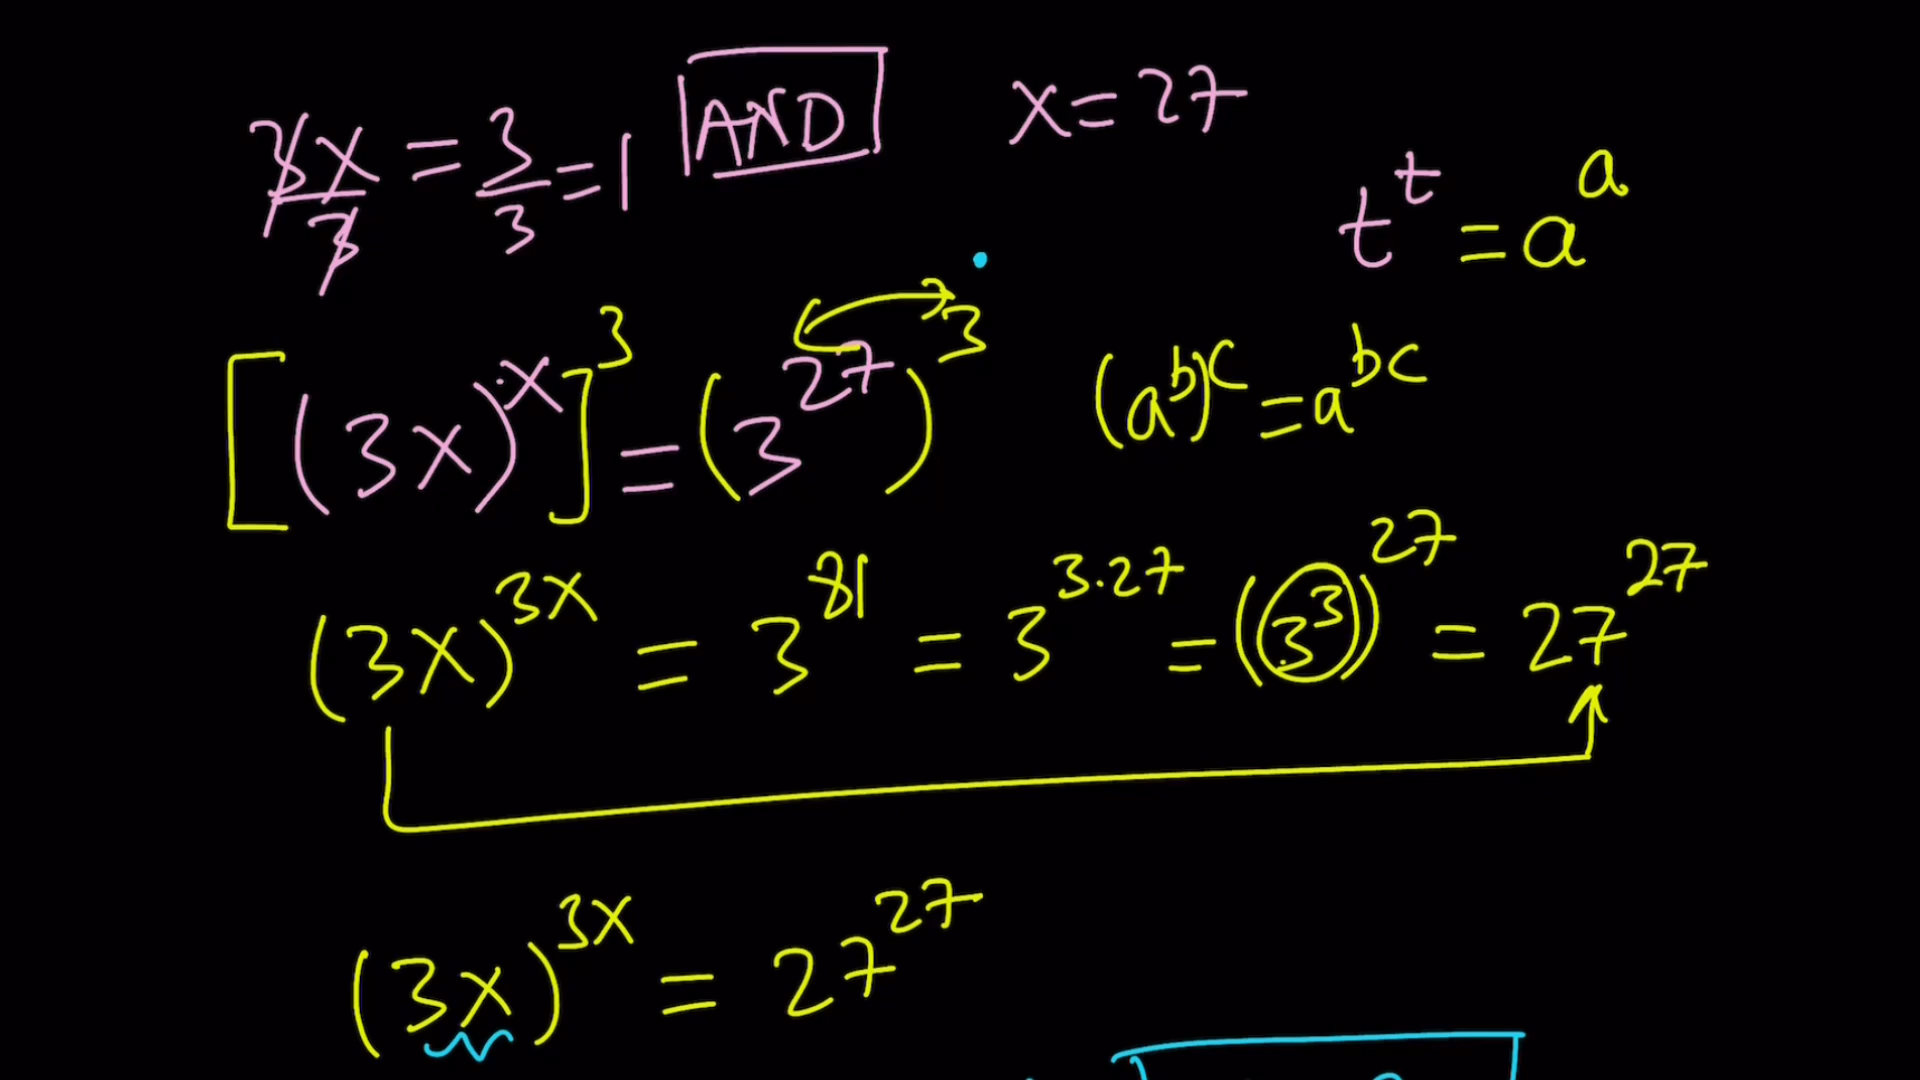 3x/3 = 3/3 = 1 AND x = 27
t^t = a^a
[(3x)^x]^3 = (3^27)^3 (a^b)^c = a^bc
(3x)^3x = 3^81 = 3^3·27 = (3^3)^27 = 27^27
(3x)^3x = 27^27